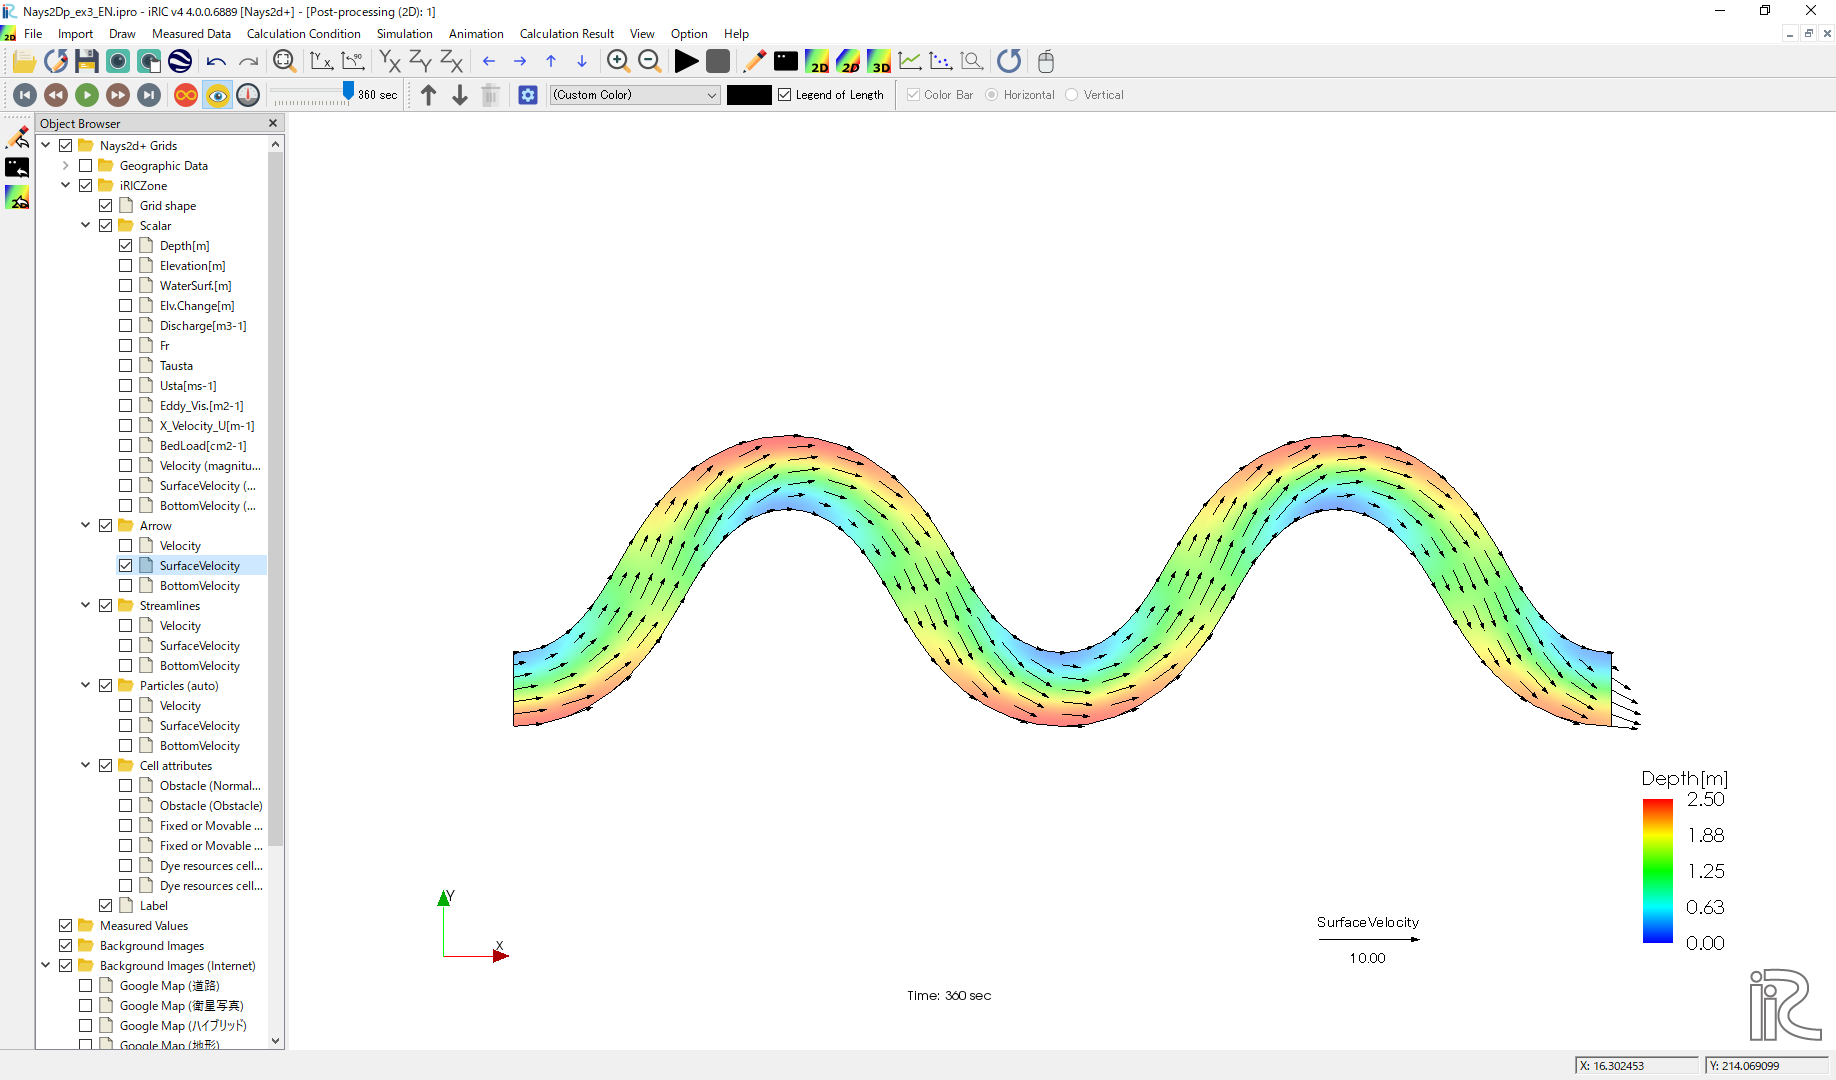 Nays2Dp_ex3_EN.ipro - iRIC v4 4.0.0.6889 [Nays2d+] - [Post-processing (2D): 1]
File Import Draw Measured Data Calculation Condition Simulation Animation Calculation Result View Option Help
2D 2D 3D
360 sec (Custom Color) Legend of Length Color Bar Horizontal Vertical
Object Browser
Nays2d+ Grids
Geographic Data
iRICZone
Grid shape
Scalar
Depth[m]
Elevation[m]
WaterSurf.[m]
Elv.Change[m]
Discharge[m3-1]
Fr
Tausta
Usta[ms-1]
Eddy_Vis.[m2-1]
X_Velocity_U[m-1]
BedLoad[cm2-1]
Velocity (magnitu...
SurfaceVelocity (...
BottomVelocity (...
Arrow
Velocity
SurfaceVelocity
BottomVelocity
Streamlines
Velocity
SurfaceVelocity
BottomVelocity
Particles (auto)
Velocity
SurfaceVelocity
BottomVelocity
Cell attributes
Obstacle (Normal...
Obstacle (Obstacle)
Fixed or Movable ...
Fixed or Movable ...
Dye resources cell...
Dye resources cell...
Label
Measured Values
Background Images
Background Images (Internet)
Google Map (道路)
Google Map (衛星写真)
Google Map (ハイブリッド)
Google Map (地形)
Y
X
SurfaceVelocity
10.00
Time: 360 sec
Depth[m]
2.50
1.88
1.25
0.63
0.00
iRiC
X: 16.302453 Y: 214.069099